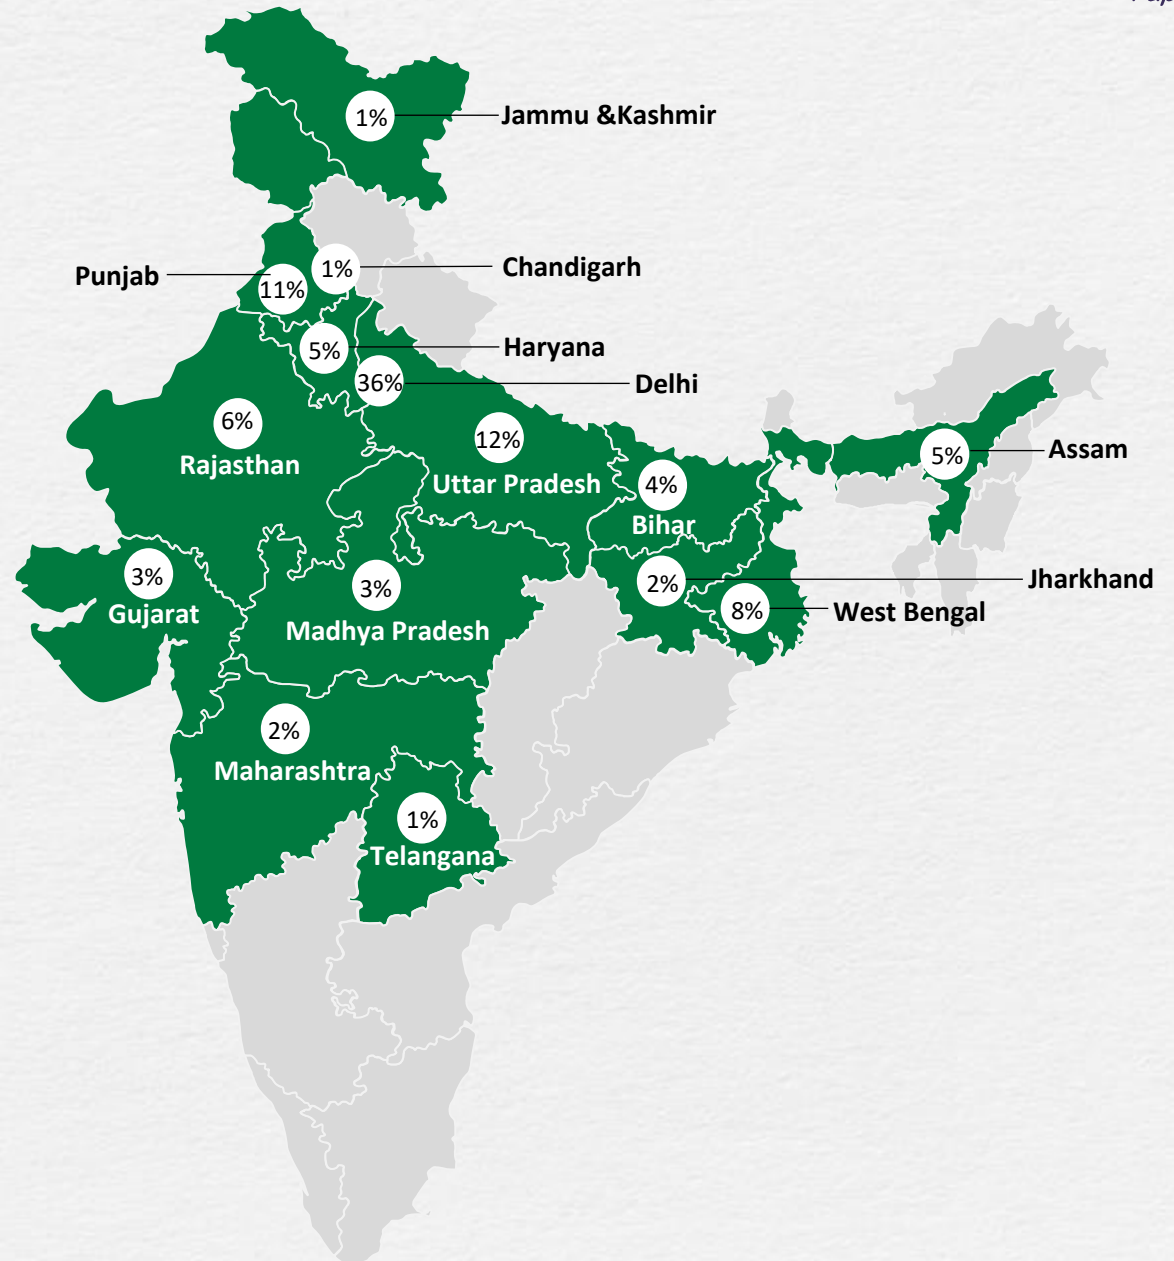 1%
Jammu &Kashmir
Punjab
11%
1%
Chandigarh
5%
Haryana
36%
Delhi
6%
Rajasthan
12%
Uttar Pradesh
4%
Bihar
5%
Assam
3%
Gujarat
3%
Madhya Pradesh
2%
Jharkhand
8%
West Bengal
2%
Maharashtra
1%
Telangana